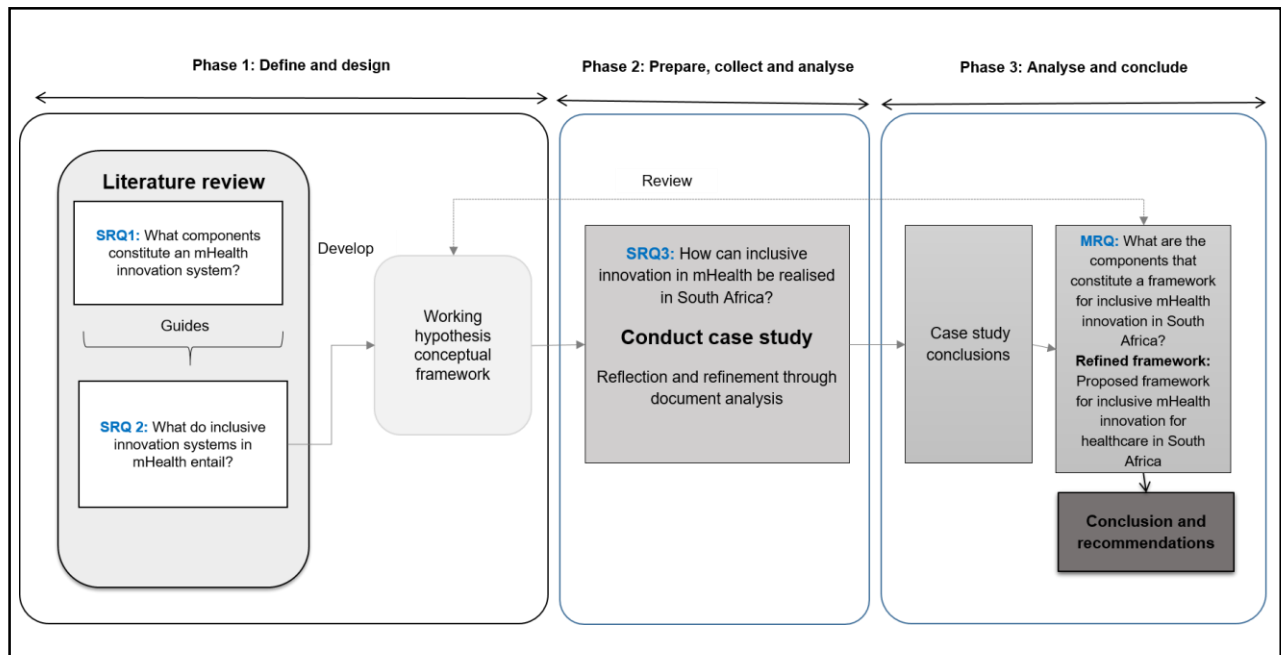 Phase 1: Define and design
Phase 2: Prepare, collect and analyse
Phase 3: Analyse and conclude
Literature review
SRQ1: What components
constitute an mHealth
innovation system?
Guides
SRQ 2: What do inclusive
innovation systems in
mHealth entail?
Develop
Working
hypothesis
conceptual
framework
Review
SRQ3: How can inclusive
innovation in mHealth be realised
in South Africa?
Conduct case study
Reflection and refinement through
document analysis
Case study
conclusions
MRQ: What are the
components that
constitute a framework
for inclusive mHealth
innovation in South
Africa?
Refined framework:
Proposed framework
for inclusive mHealth
innovation for
healthcare in South
Africa
Conclusion and
recommendations